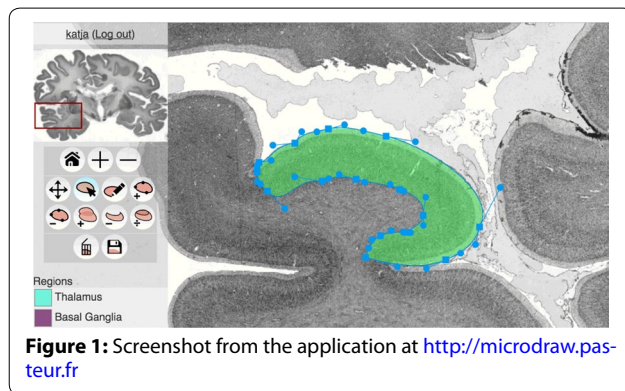 katja (Log out)
Regions
Thalamus
Basal Ganglia
Figure 1: Screenshot from the application at http://microdraw.pas-
teur.fr